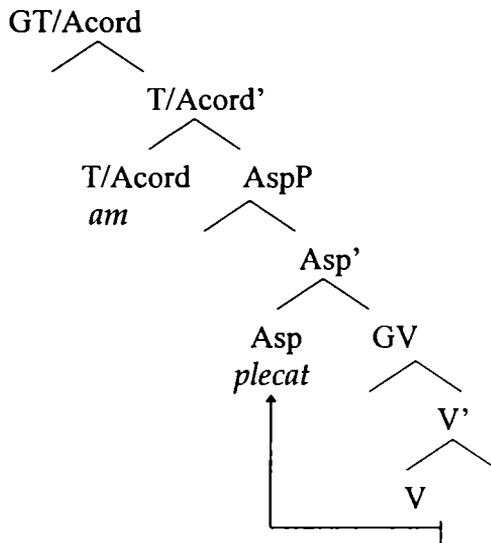 GT/Acord
T/Acord’
T/Acord AspP
am
Asp’
Asp GV
plecat
V’
V